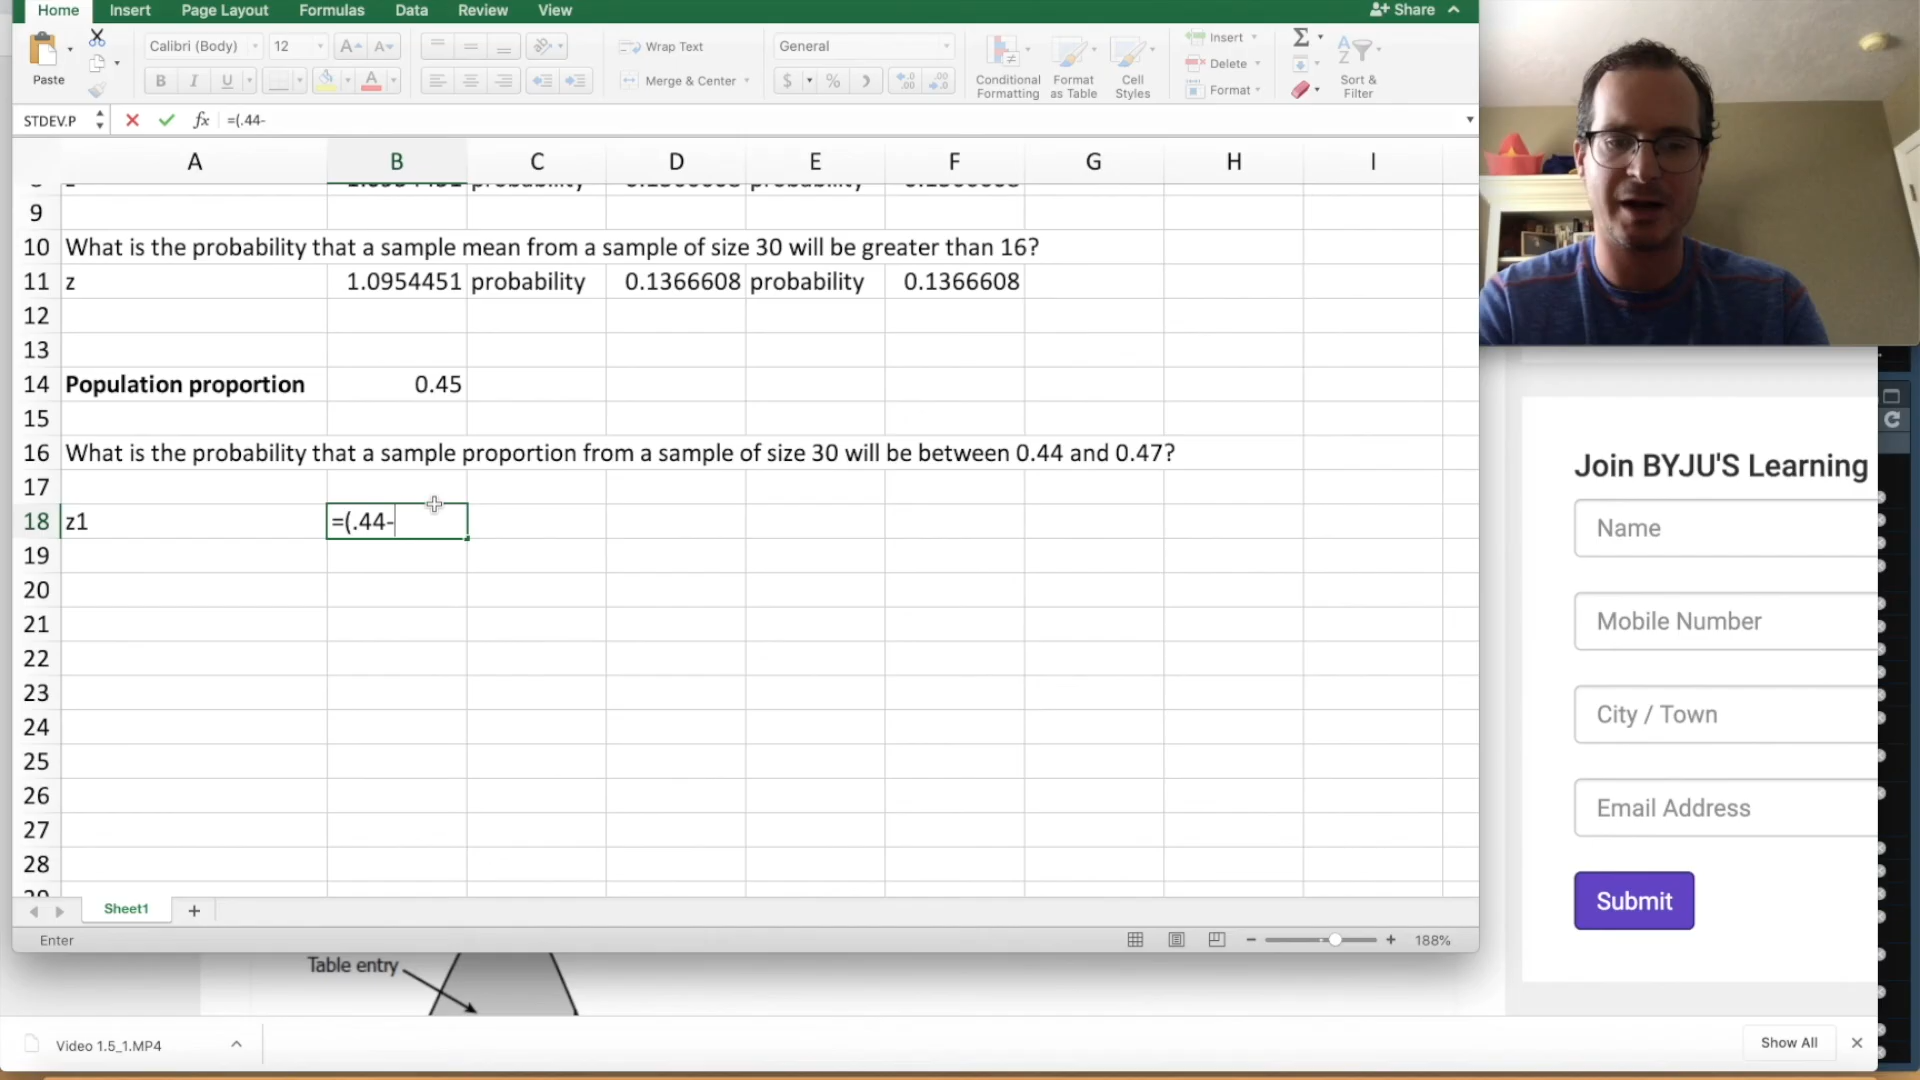 Home Insert Page Layout Formulas Data Review View Share
Paste Calibri (Body) 12 Wrap Text General Insert
Merge & Center Conditional Formatting Format as Table Cell Styles Delete Format Sort & Filter
STDEV.P fx =(.44-
A B C D E F G H I
9
10 What is the probability that a sample mean from a sample of size 30 will be greater than 16?
11 z 1.0954451 probability 0.1366608 probability 0.1366608
12
13
14 Population proportion 0.45
15
16 What is the probability that a sample proportion from a sample of size 30 will be between 0.44 and 0.47?
17
18 z1 =(.44-
19
20
21
22
23
24
25
26
27
28
Sheet1
Enter 188%
Join BYJU'S Learning
Name
Mobile Number
City / Town
Email Address
Submit
Table entry
Video 1.5_1.MP4 Show All